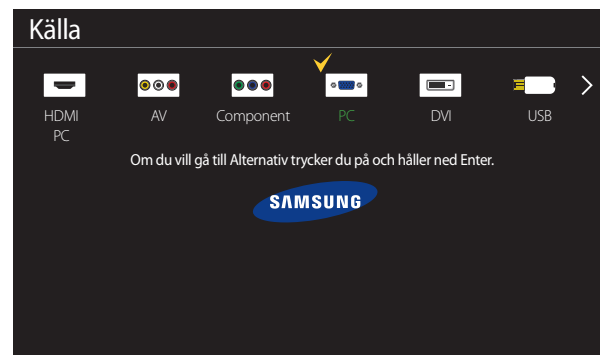 Källa
HDMI AV Component PC DVI USB
PC
Om du vill gå till Alternativ trycker du på och håller ned Enter.
SAMSUNG